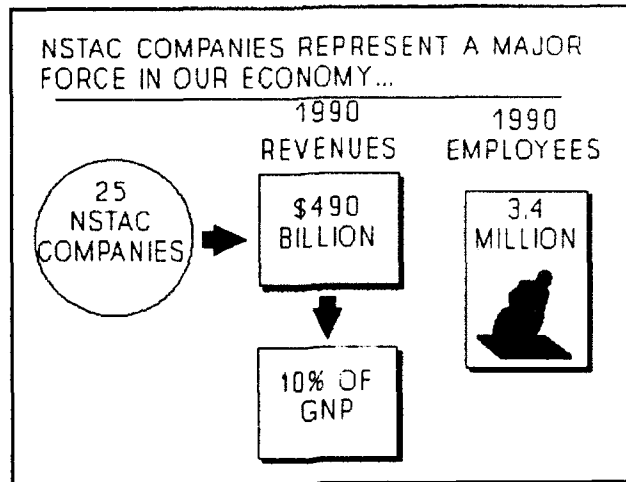 NSTAC COMPANIES REPRESENT A MAJOR
FORCE IN OUR ECONOMY...
1990
REVENUES
1990
EMPLOYEES
25
NSTAC
COMPANIES
$490
BILLION
3.4
MILLION
10% OF
GNP